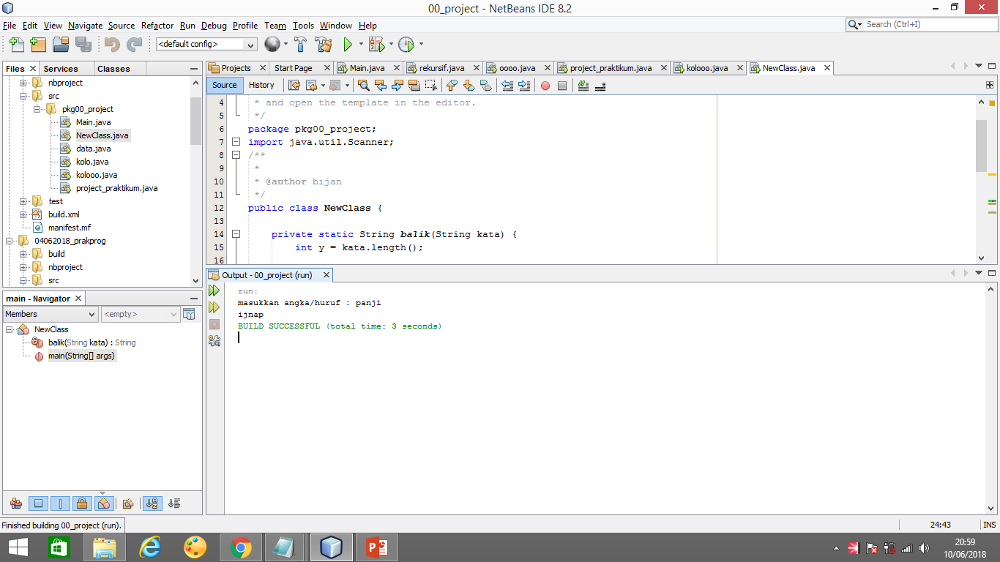 00_project - NetBeans IDE 8.2
File Edit View Navigate Source Refactor Run Debug Profile Team Tools Window Help
Search (Ctrl+I)
<default config>
Files Services Classes
nbproject
src
pkg00_project
Main.java
NewClass.java
data.java
kolo.java
kolooo.java
project_praktikum.java
test
build.xml
manifest.mf
04062018_prakprog
build
nbproject
src
Projects Start Page Main.java rekursif.java oooo.java project_praktikum.java kolooo.java NewClass.java
Source History
4 * and open the template in the editor.
5 */
6 package pkg00_project;
7 import java.util.Scanner;
8 /**
9 *
10 * @author bijan
11 */
12 public class NewClass {
13
14 private static String balik(String kata) {
15 int y = kata.length();
16
main - Navigator
Members <empty>
NewClass
balik(String kata) : String
main(String[] args)
Output - 00_project (run)
run:
masukkan angka/huruf : panji
ijnap
BUILD SUCCESSFUL (total time: 3 seconds)
Finished building 00_project (run).
24:43 INS
20:59
10/06/2018